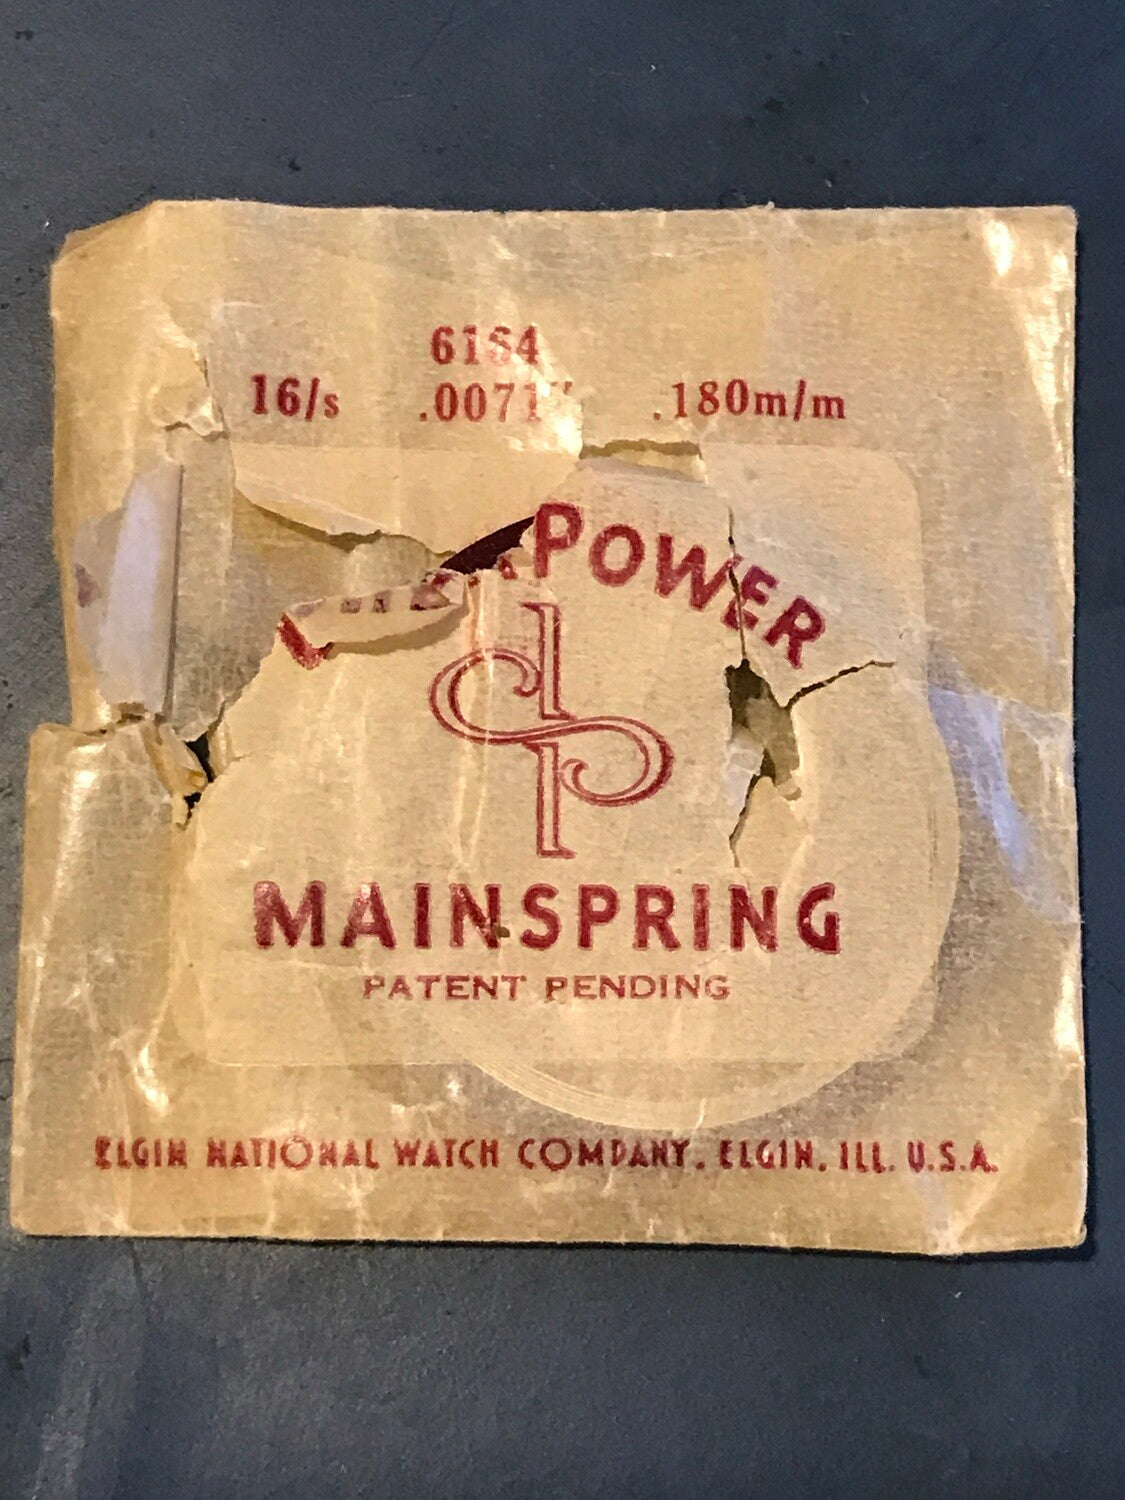 6164
16/s .0071" .180m/m
POWER
MAINSPRING
PATENT PENDING
ELGIN NATIONAL WATCH COMPANY. ELGIN. ILL. U.S.A.